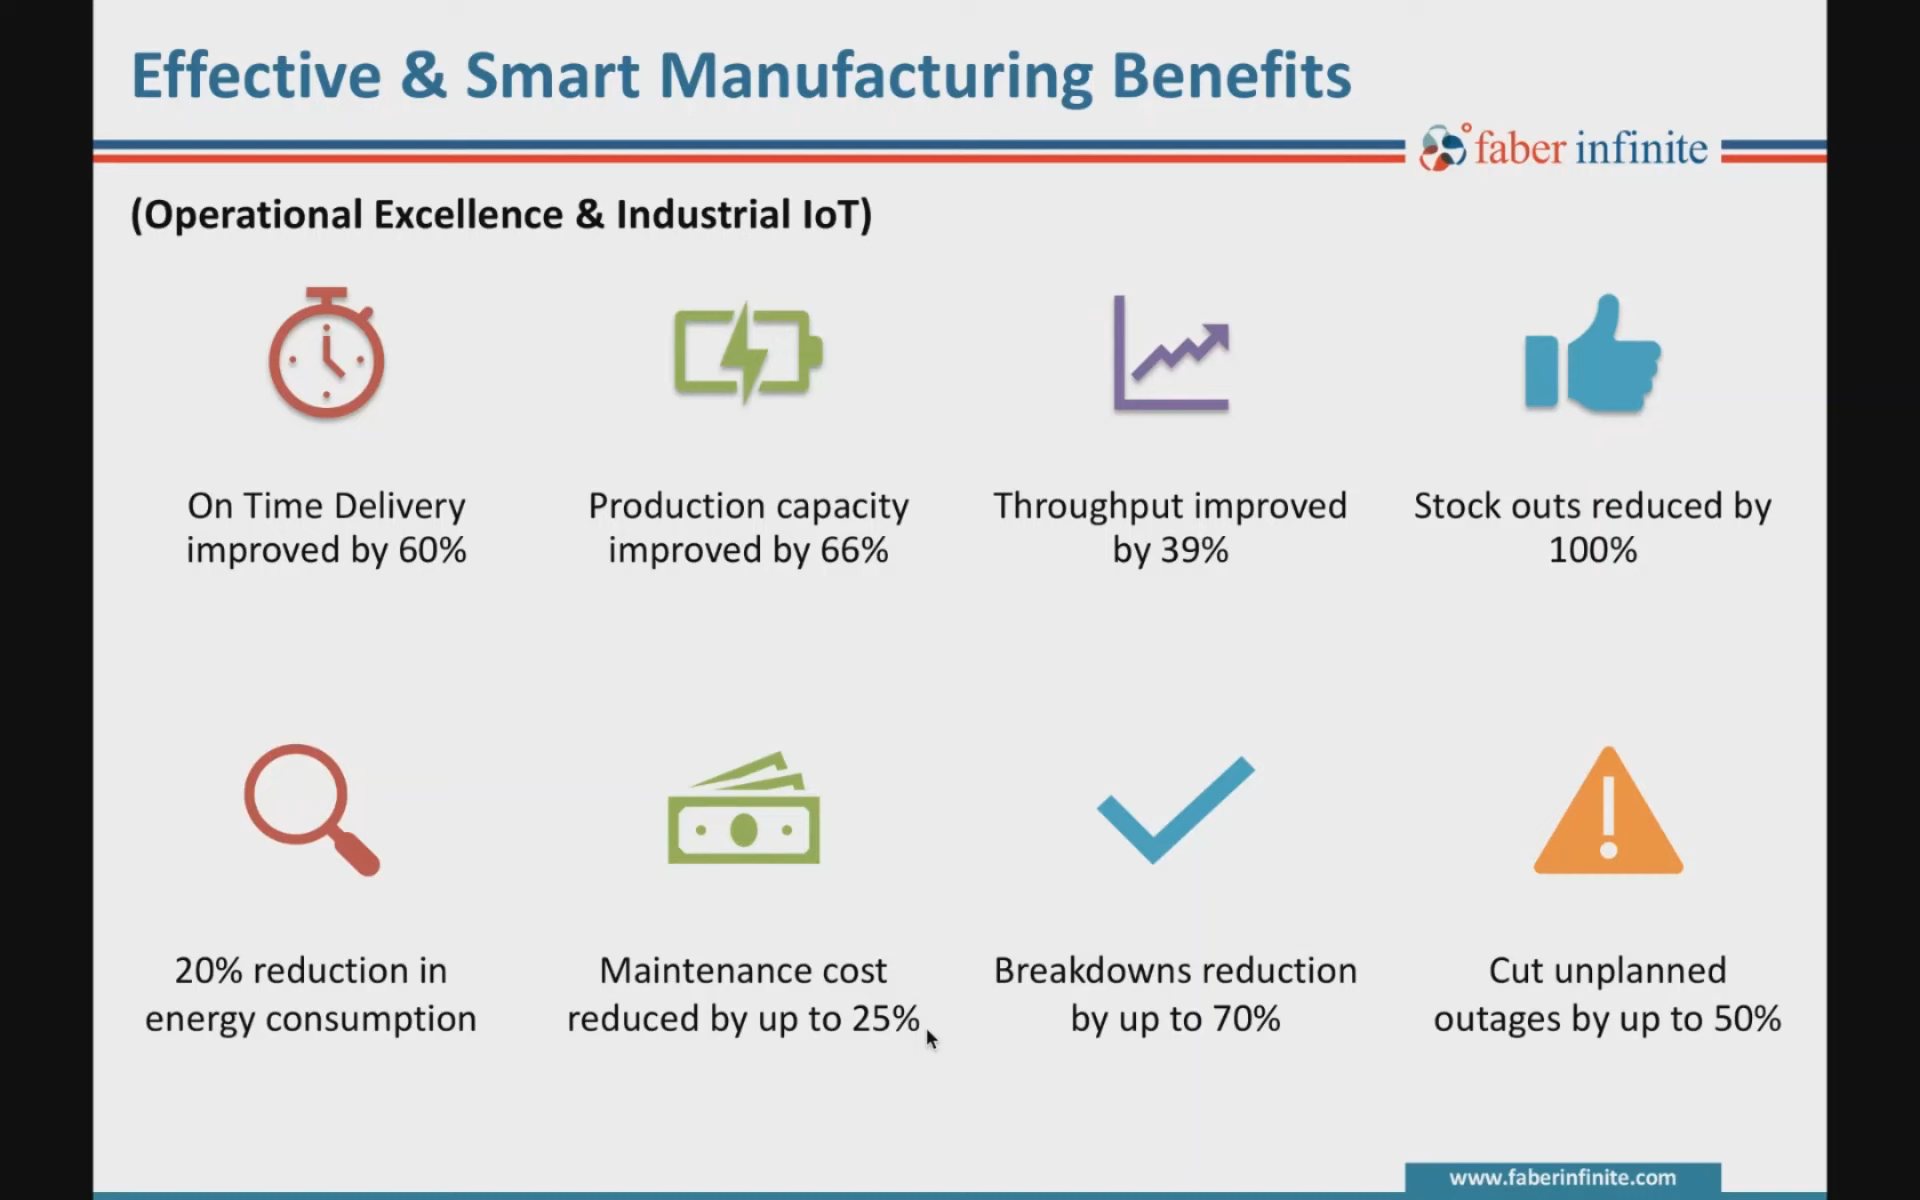 Effective & Smart Manufacturing Benefits
faber infinite
(Operational Excellence & Industrial IoT)
On Time Delivery
improved by 60%
Production capacity
improved by 66%
Throughput improved
by 39%
Stock outs reduced by
100%
20% reduction in
energy consumption
Maintenance cost
reduced by up to 25%
Breakdowns reduction
by up to 70%
Cut unplanned
outages by up to 50%
www.faberinfinite.com